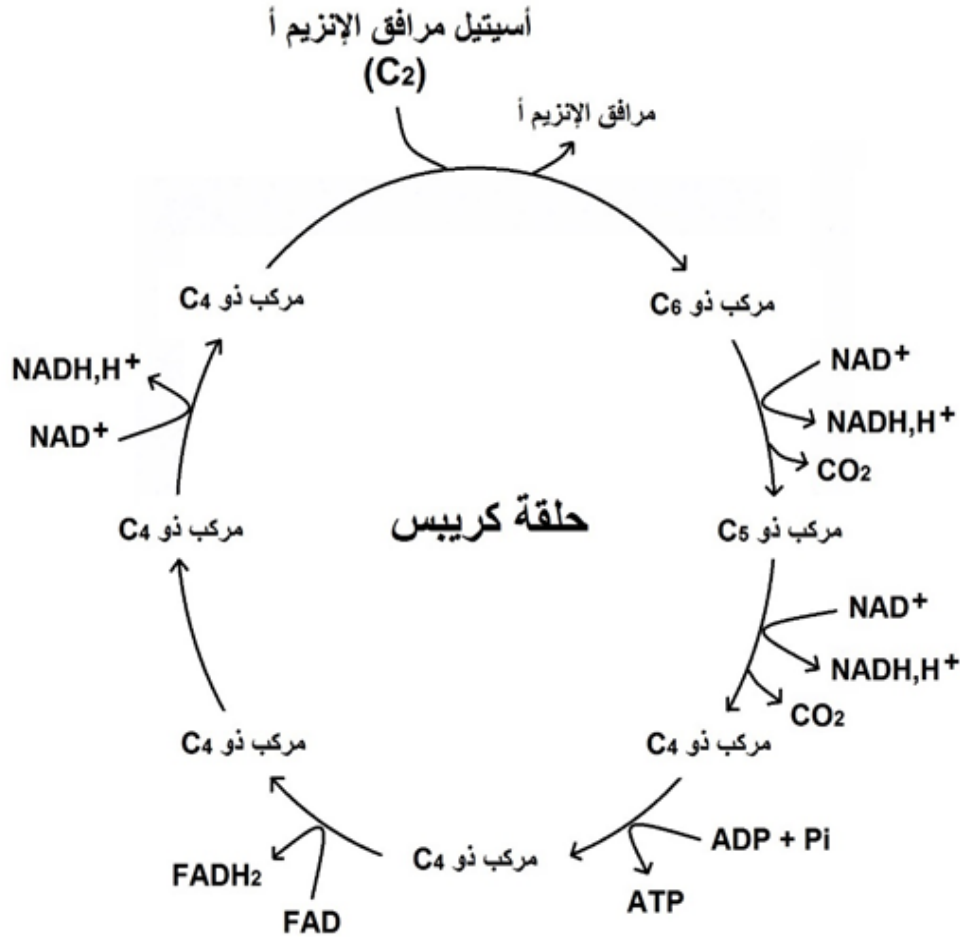 أسيتيل مرافق الإنزيم أ
(C2)
مرافق الإنزيم أ
مركب ذو C4
مركب ذو C6
NADH,H+
NAD+
NAD+
NADH,H+
CO2
مركب ذو C4
حلقة كريبس
مركب ذو C5
NAD+
NADH,H+
CO2
مركب ذو C4
مركب ذو C4
ADP + Pi
مركب ذو C4
FADH2
ATP
FAD